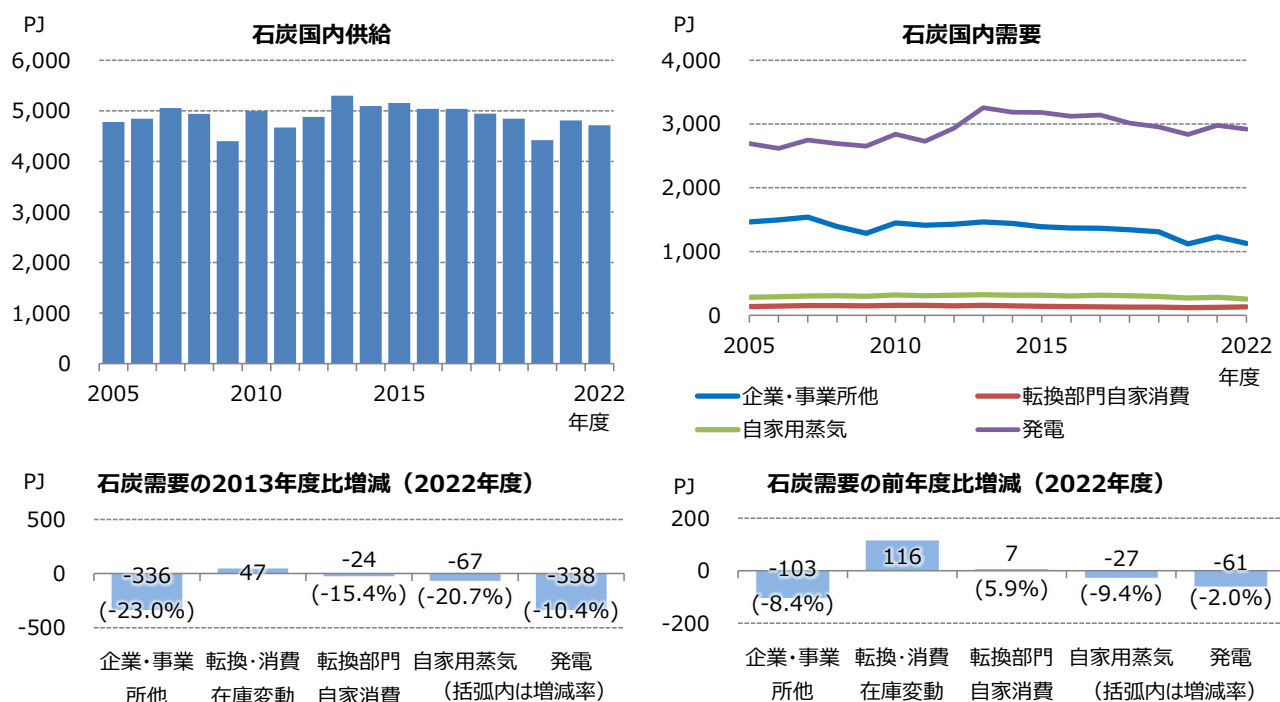 PJ
石炭国内供給
6,000
5,000
4,000
3,000
2,000
1,000
0
2005 2010 2015 2022
年度
PJ
石炭国内需要
4,000
3,000
2,000
1,000
0
2005 2010 2015 2022
年度
企業・事業所他 転換部門自家消費
自家用蒸気 発電
PJ
石炭需要の2013年度比増減（2022年度）
500
0
-500
-336 47 -24 -67 -338
(-23.0%) (-15.4%) (-20.7%) (-10.4%)
企業・事業 転換・消費 転換部門 自家用蒸気 発電
所他 在庫変動 自家消費 （括弧内は増減率）
PJ
石炭需要の前年度比増減（2022年度）
200
0
-200
-103 116 7 -27 -61
(-8.4%) (5.9%) (-9.4%) (-2.0%)
企業・事業 転換・消費 転換部門 自家用蒸気 発電
所他 在庫変動 自家消費 （括弧内は増減率）